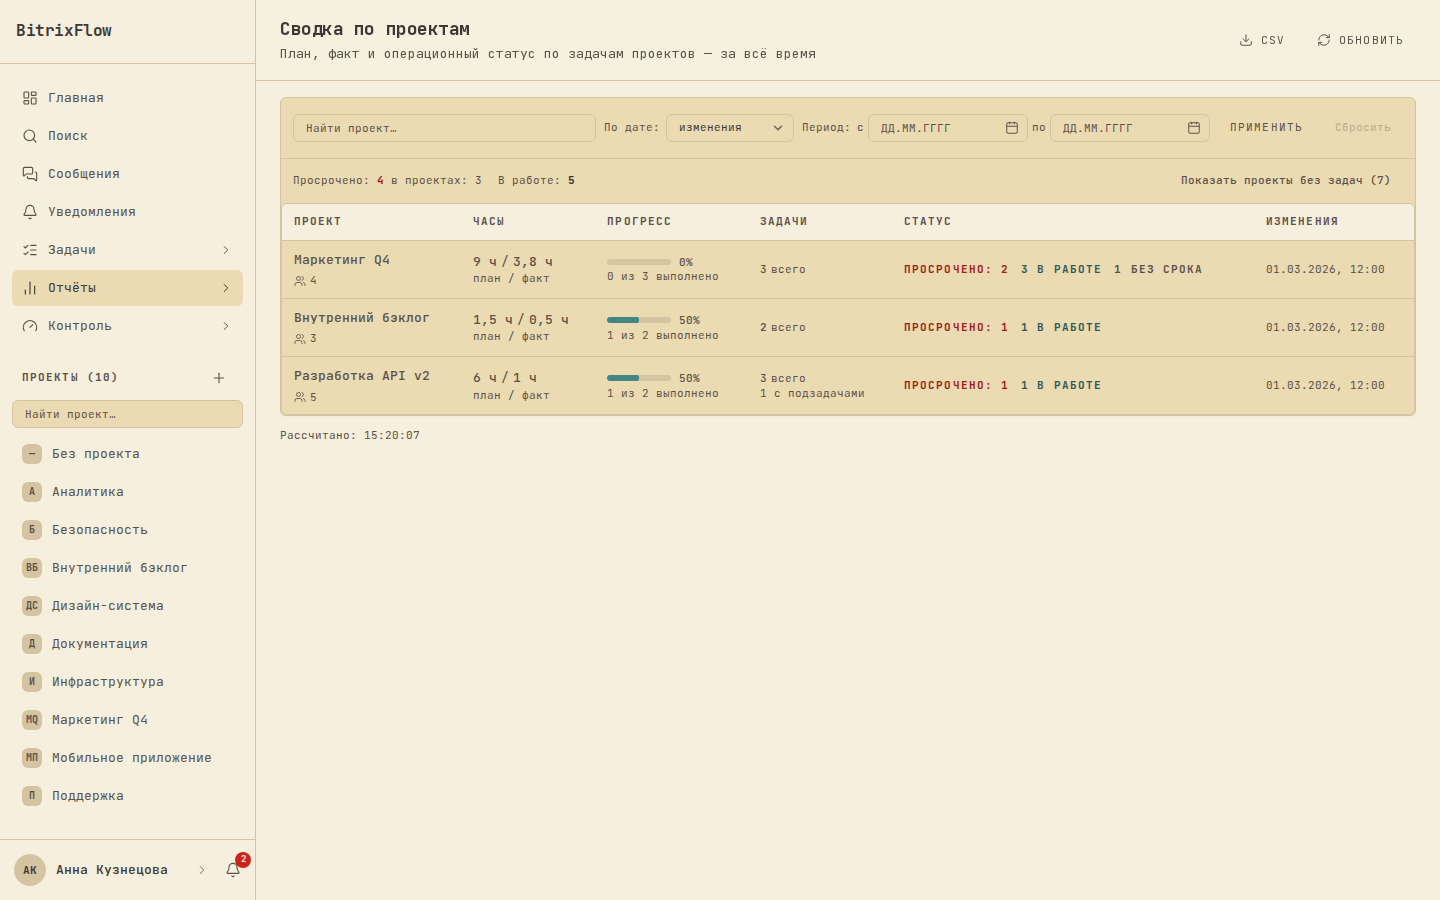 BitrixFlow
Главная
Поиск
Сообщения
Уведомления
Задачи
Отчёты
Контроль
ПРОЕКТЫ (10)
Найти проект…
— Без проекта
А Аналитика
Б Безопасность
ВБ Внутренний бэклог
ДС Дизайн-система
Д Документация
И Инфраструктура
MQ Маркетинг Q4
МП Мобильное приложение
П Поддержка
АК Анна Кузнецова 2
Сводка по проектам
План, факт и операционный статус по задачам проектов — за всё время
CSV ОБНОВИТЬ
Найти проект… По дате: изменения Период: с ДД.ММ.ГГГГ по ДД.ММ.ГГГГ ПРИМЕНИТЬ Сбросить
Просрочено: 4 в проектах: 3 В работе: 5 Показать проекты без задач (7)
ПРОЕКТ ЧАСЫ ПРОГРЕСС ЗАДАЧИ СТАТУС ИЗМЕНЕНИЯ
Маркетинг Q4 9 ч / 3,8 ч 0% 3 всего ПРОСРОЧЕНО: 2 3 В РАБОТЕ 1 БЕЗ СРОКА 01.03.2026, 12:00
4 план / факт 0 из 3 выполнено
Внутренний бэклог 1,5 ч / 0,5 ч 50% 2 всего ПРОСРОЧЕНО: 1 1 В РАБОТЕ 01.03.2026, 12:00
3 план / факт 1 из 2 выполнено
Разработка API v2 6 ч / 1 ч 50% 3 всего ПРОСРОЧЕНО: 1 1 В РАБОТЕ 01.03.2026, 12:00
5 план / факт 1 из 2 выполнено 1 с подзадачами
Рассчитано: 15:20:07